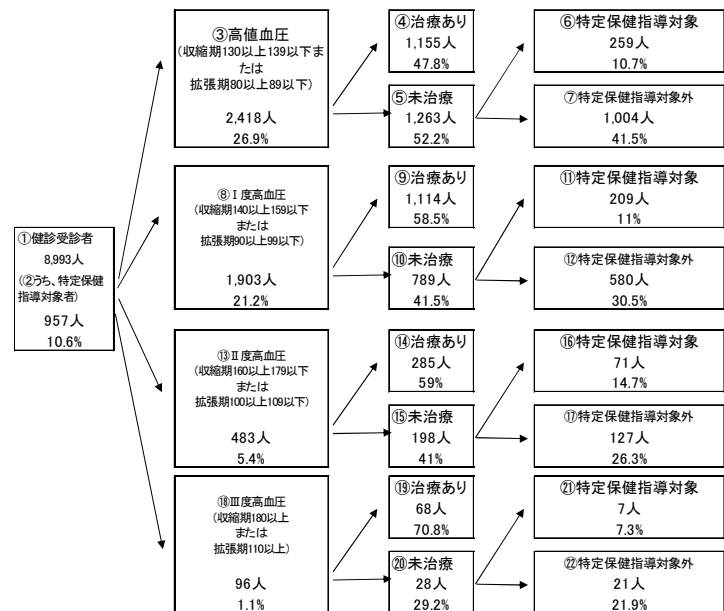 ①健診受診者
8,993人
(②うち、特定保健
指導対象者)
957人
10.6%
③高値血圧
(収縮期130以上139以下ま
たは
拡張期80以上89以下)
2,418人
26.9%
④治療あり
1,155人
47.8%
⑤未治療
1,263人
52.2%
⑥特定保健指導対象
259人
10.7%
⑦特定保健指導対象外
1,004人
41.5%
⑧Ⅰ度高血圧
(収縮期140以上159以下
または
拡張期90以上99以下)
1,903人
21.2%
⑨治療あり
1,114人
58.5%
⑩未治療
789人
41.5%
⑪特定保健指導対象
209人
11%
⑫特定保健指導対象外
580人
30.5%
⑬Ⅱ度高血圧
(収縮期160以上179以下
または
拡張期100以上109以下)
483人
5.4%
⑭治療あり
285人
59%
⑮未治療
198人
41%
⑯特定保健指導対象
71人
14.7%
⑰特定保健指導対象外
127人
26.3%
⑱Ⅲ度高血圧
(収縮期180以上
または
拡張期110以上)
96人
1.1%
⑲治療あり
68人
70.8%
⑳未治療
28人
29.2%
㉑特定保健指導対象
7人
7.3%
㉒特定保健指導対象外
21人
21.9%